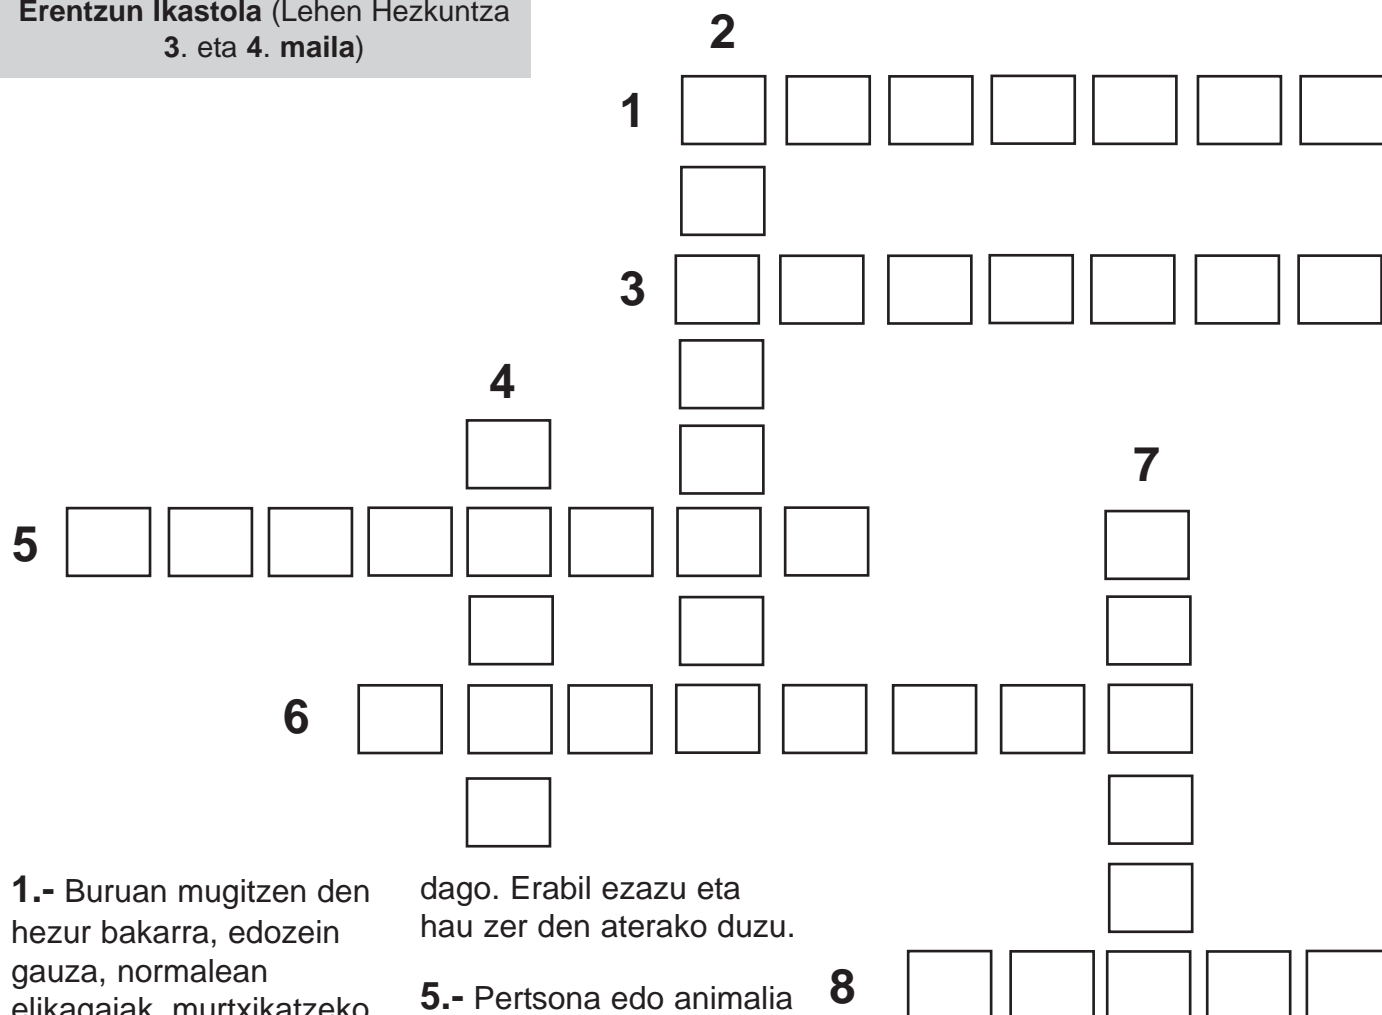 Erentzun Ikastola (Lehen Hezkuntza
3. eta 4. maila)
2
1
3
4
7
5
6
1.- Buruan mugitzen den
hezur bakarra, edozein
gauza, normalean
elikagaiak, murtxikatzeko
dago. Erabil ezazu eta
hau zer den aterako duzu.
5.- Pertsona edo animalia
8